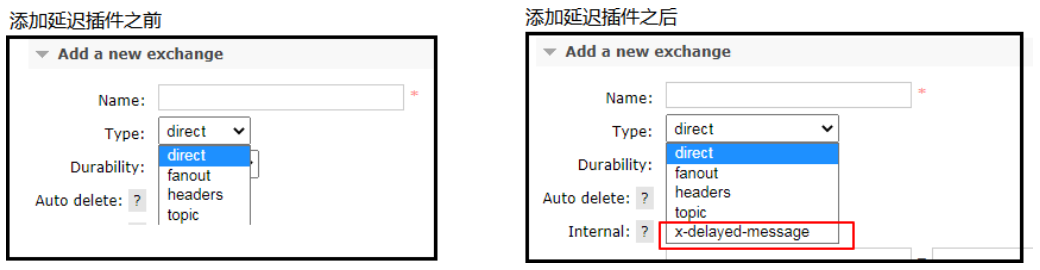 添加延迟插件之前
Add a new exchange
Name:
*
Type:
direct
direct
Durability:
fanout
headers
Auto delete:
?
topic
添加延迟插件之后
Add a new exchange
Name:
*
Type:
direct
direct
Durability:
fanout
headers
Auto delete:
?
topic
Internal:
?
x-delayed-message